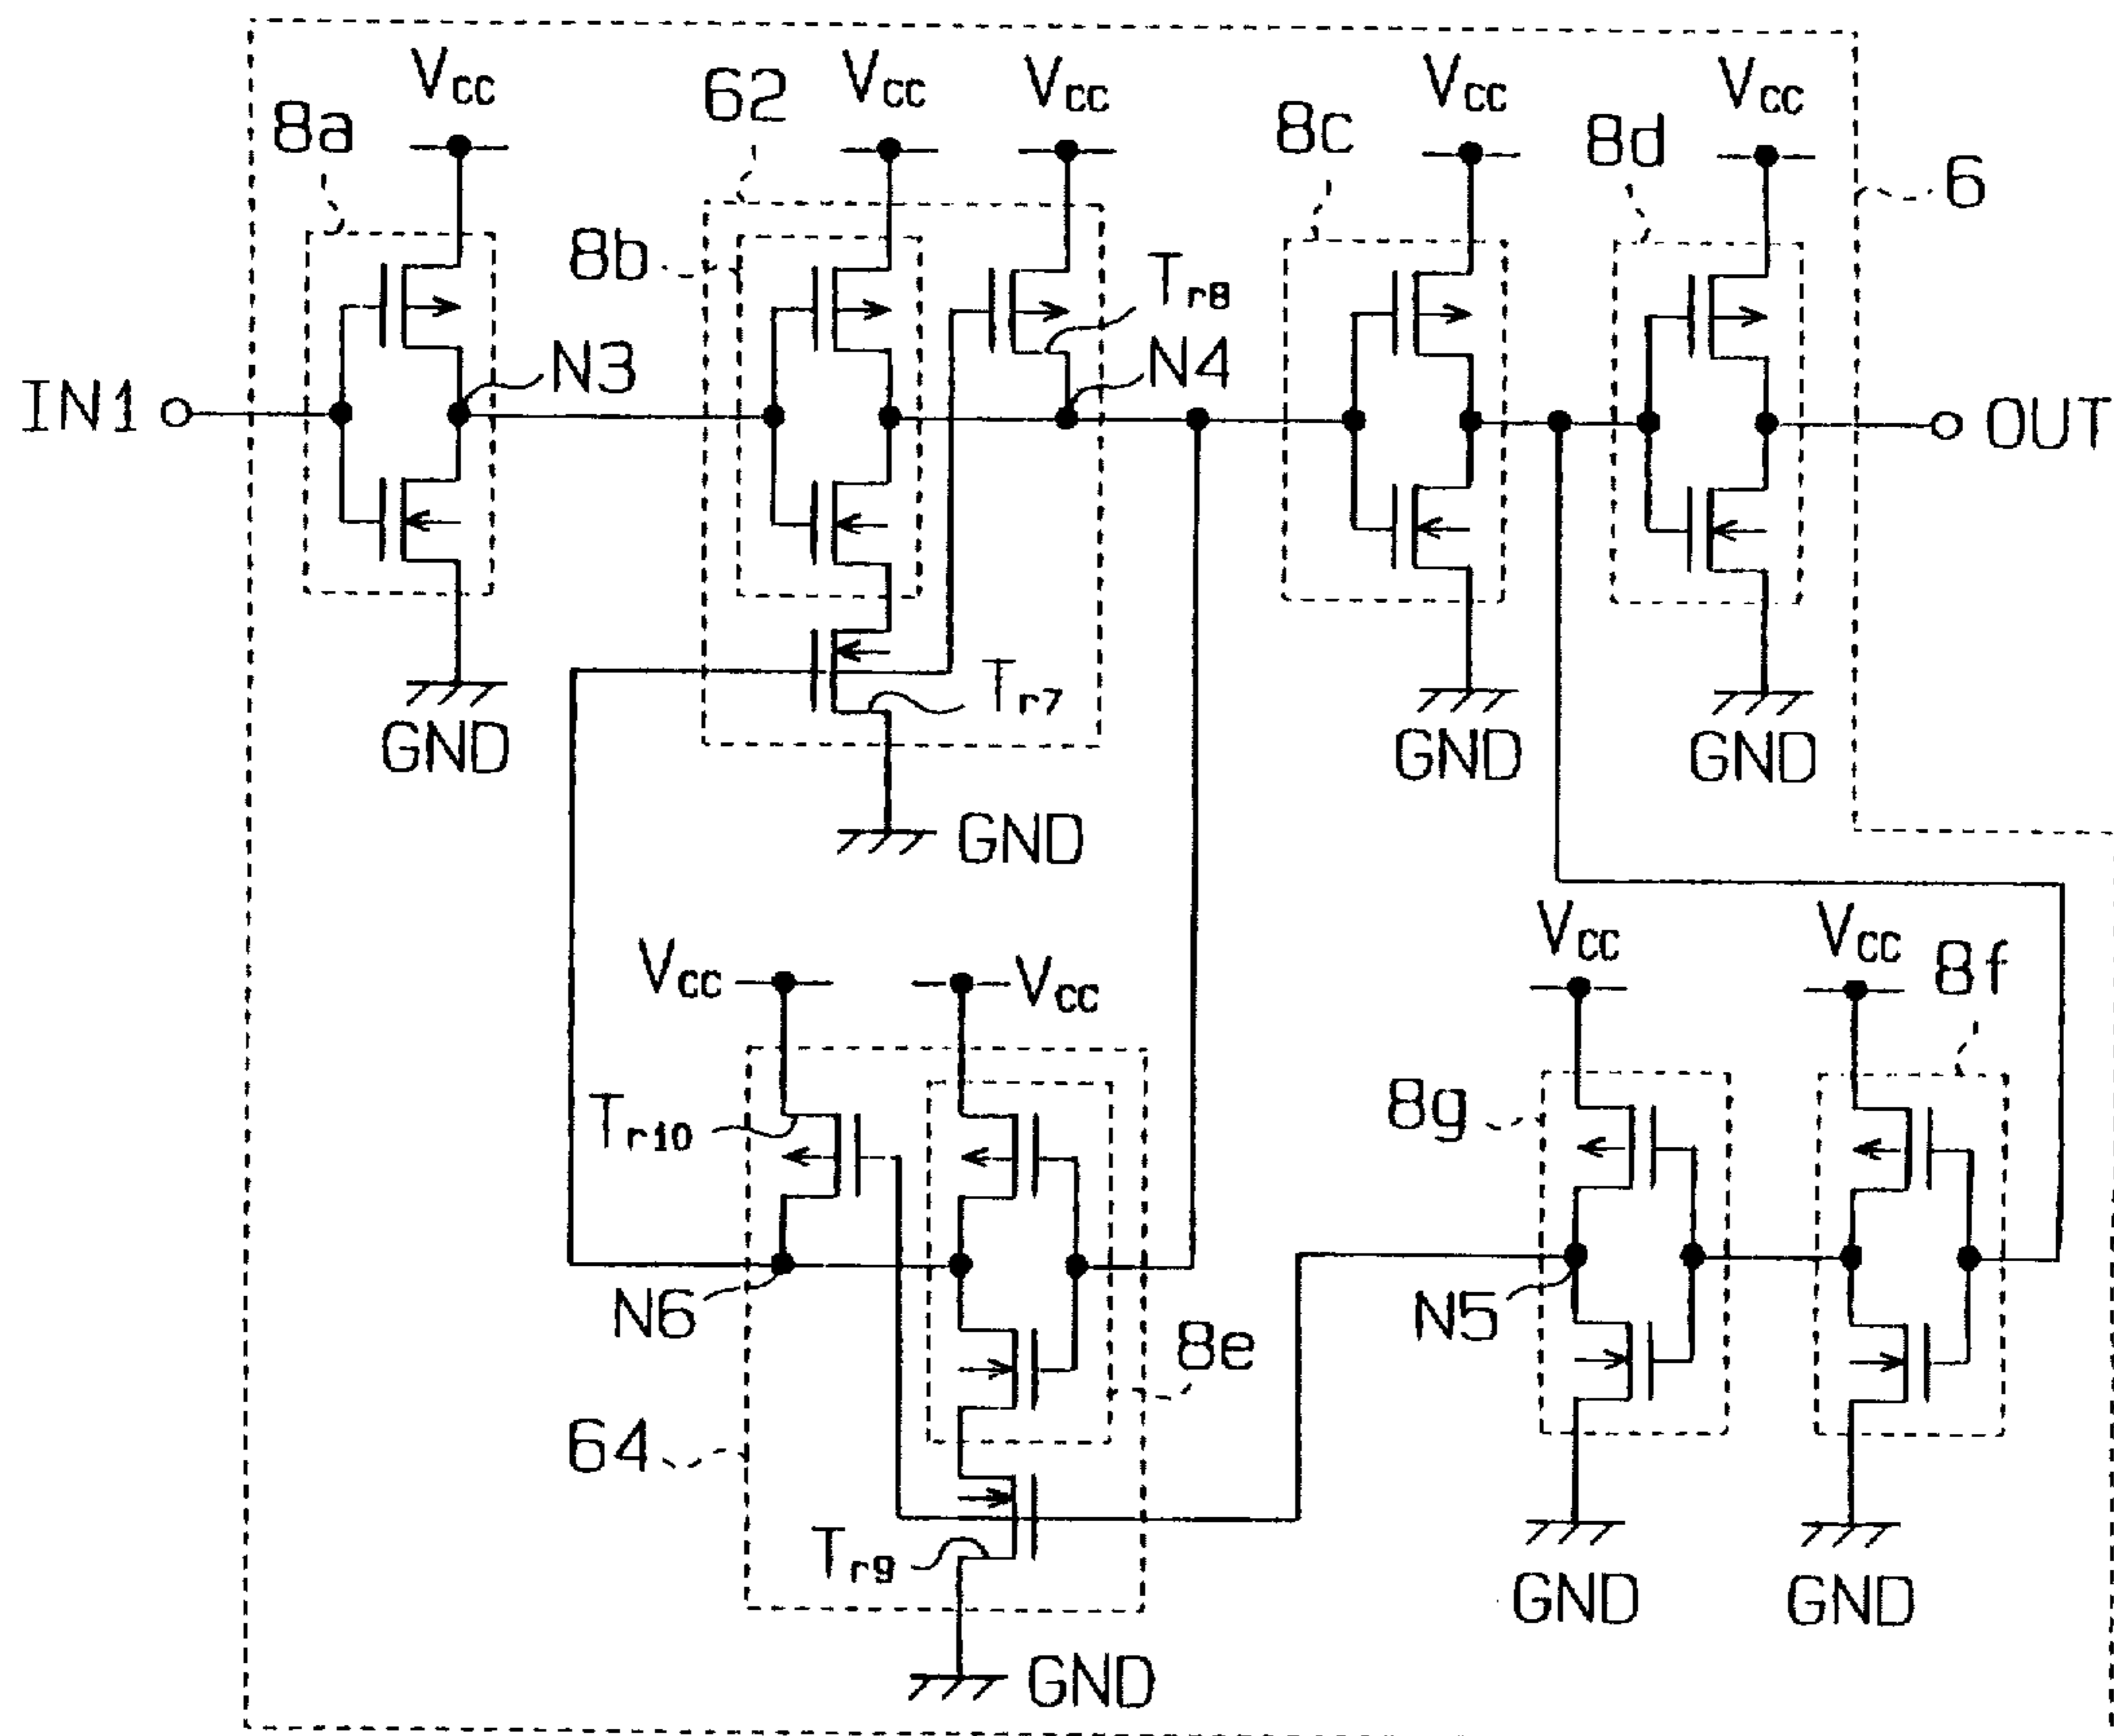 Vcc
Vcc
Vcc
Vcc
Vcc
62
8a
8c
8d
6
8b
Tr8
N3
N4
IN1
OUT
Tr7
GND
GND
GND
GND
Vcc
Vcc
Vcc
Vcc
8f
8g
Tr10
N6
N5
8e
64
Tr9
GND
GND
GND